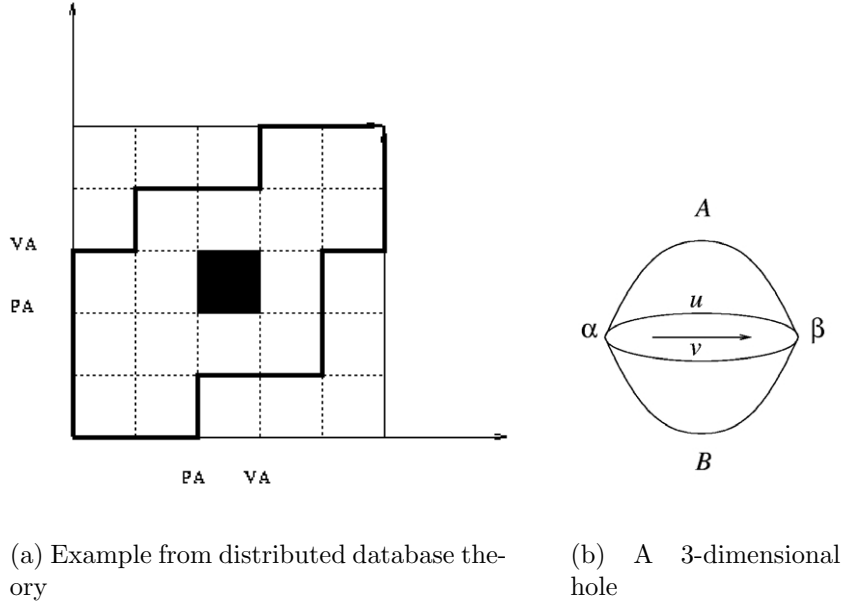 A
VA
u
α
β
PA
v
B
PA VA
(a) Example from distributed database the-
ory
(b) A 3-dimensional
hole